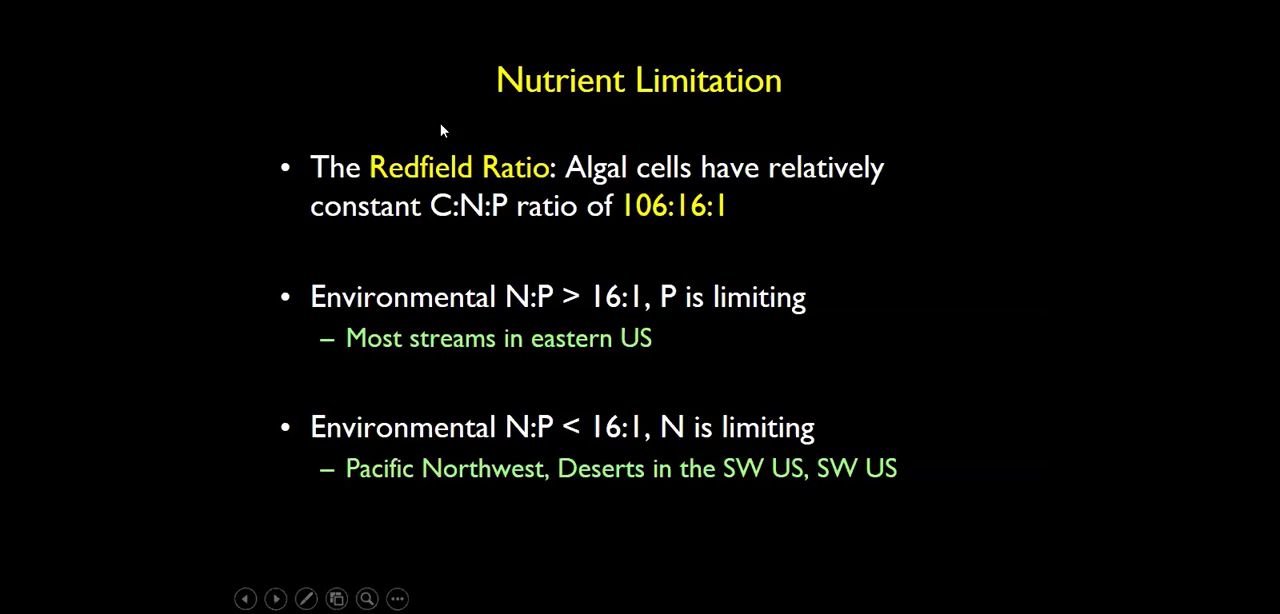 Nutrient Limitation
• The Redfield Ratio: Algal cells have relatively
constant C:N:P ratio of 106:16:1
• Environmental N:P > 16:1, P is limiting
– Most streams in eastern US
• Environmental N:P < 16:1, N is limiting
– Pacific Northwest, Deserts in the SW US, SW US